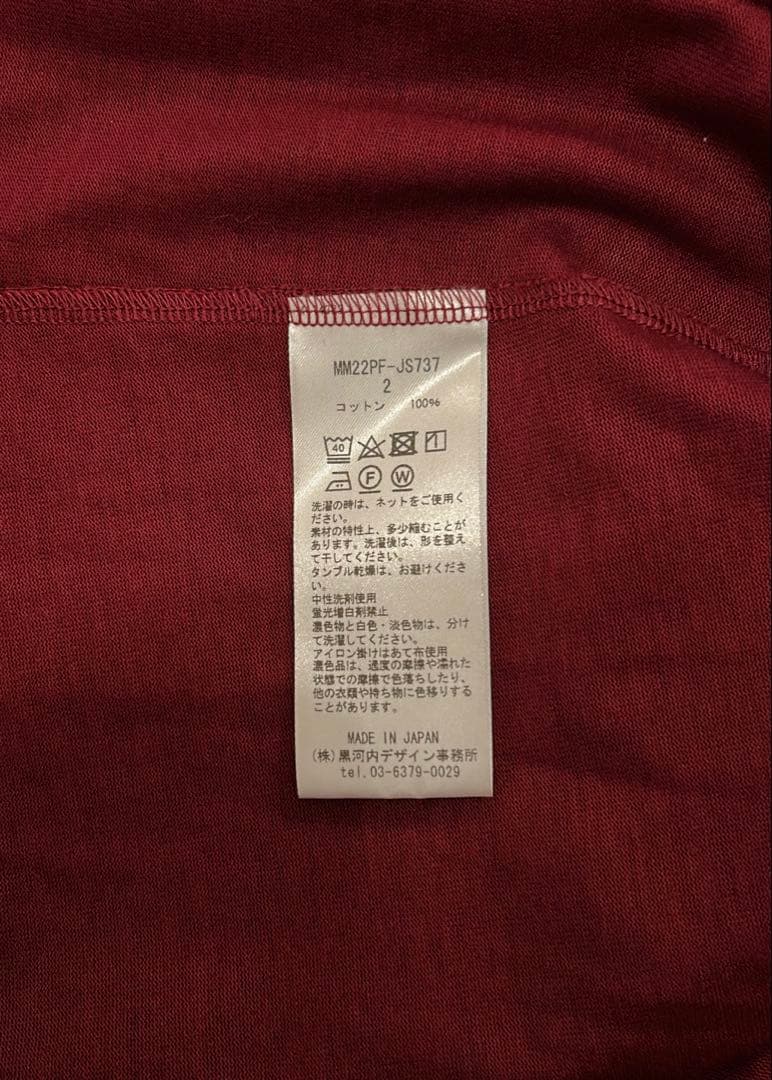 MM22PF-JS737
2
コットン 100%
40
F W
洗濯の時は、ネットをご使用く
ださい。
素材の特性上、多少縮むことが
あります。洗濯後は、形を整え
て干してください。
タンブル乾燥は、お避けくださ
い。
中性洗剤使用
蛍光増白剤禁止
濃色物と白色・淡色物は、分け
て洗濯してください。
アイロン掛けはあて布使用
濃色品は、過度の摩擦や濡れた
状態での摩擦で色落ちしたり、
他の衣類や持ち物に色移りする
ことがあります。
MADE IN JAPAN
(株)黒河内デザイン事務所
tel.03-6379-0029